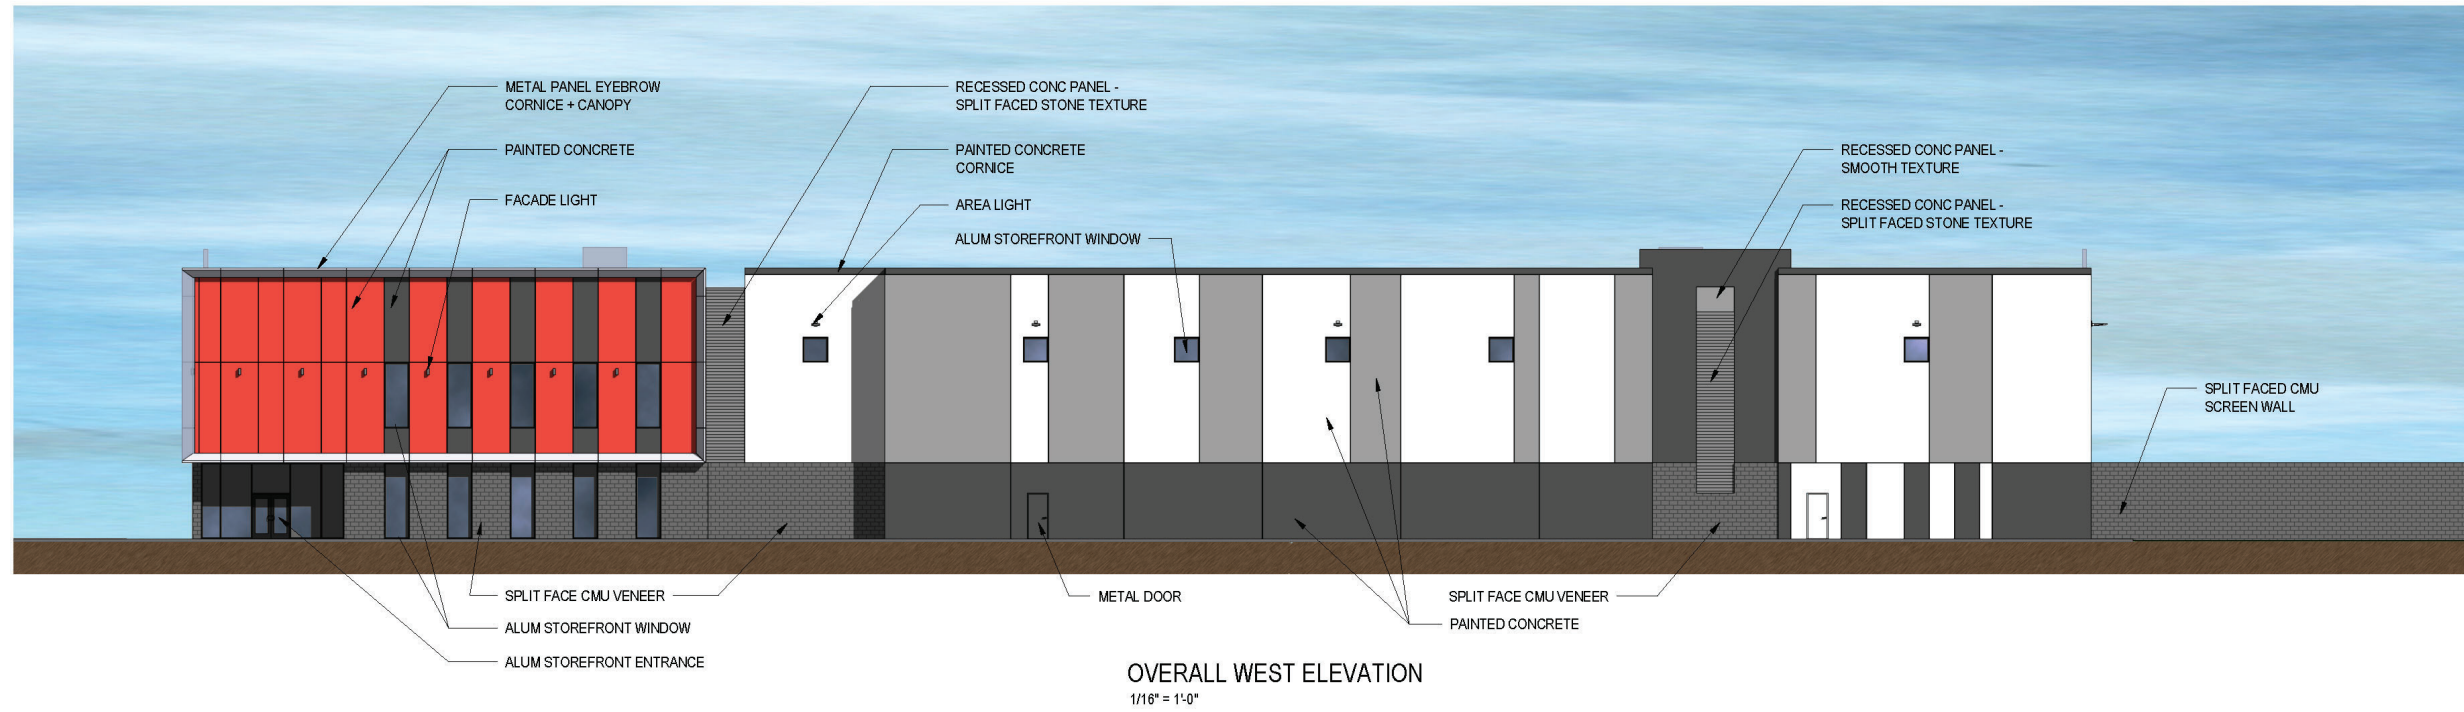 METAL PANEL EYEBROW
CORNICE + CANOPY
PAINTED CONCRETE
FACADE LIGHT
RECESSED CONC PANEL -
SPLIT FACED STONE TEXTURE
PAINTED CONCRETE
CORNICE
AREA LIGHT
ALUM STOREFRONT WINDOW
RECESSED CONC PANEL -
SMOOTH TEXTURE
RECESSED CONC PANEL -
SPLIT FACED STONE TEXTURE
SPLIT FACED CMU
SCREEN WALL
SPLIT FACE CMU VENEER
ALUM STOREFRONT WINDOW
ALUM STOREFRONT ENTRANCE
METAL DOOR
SPLIT FACE CMU VENEER
PAINTED CONCRETE
OVERALL WEST ELEVATION
1/16" = 1'-0"